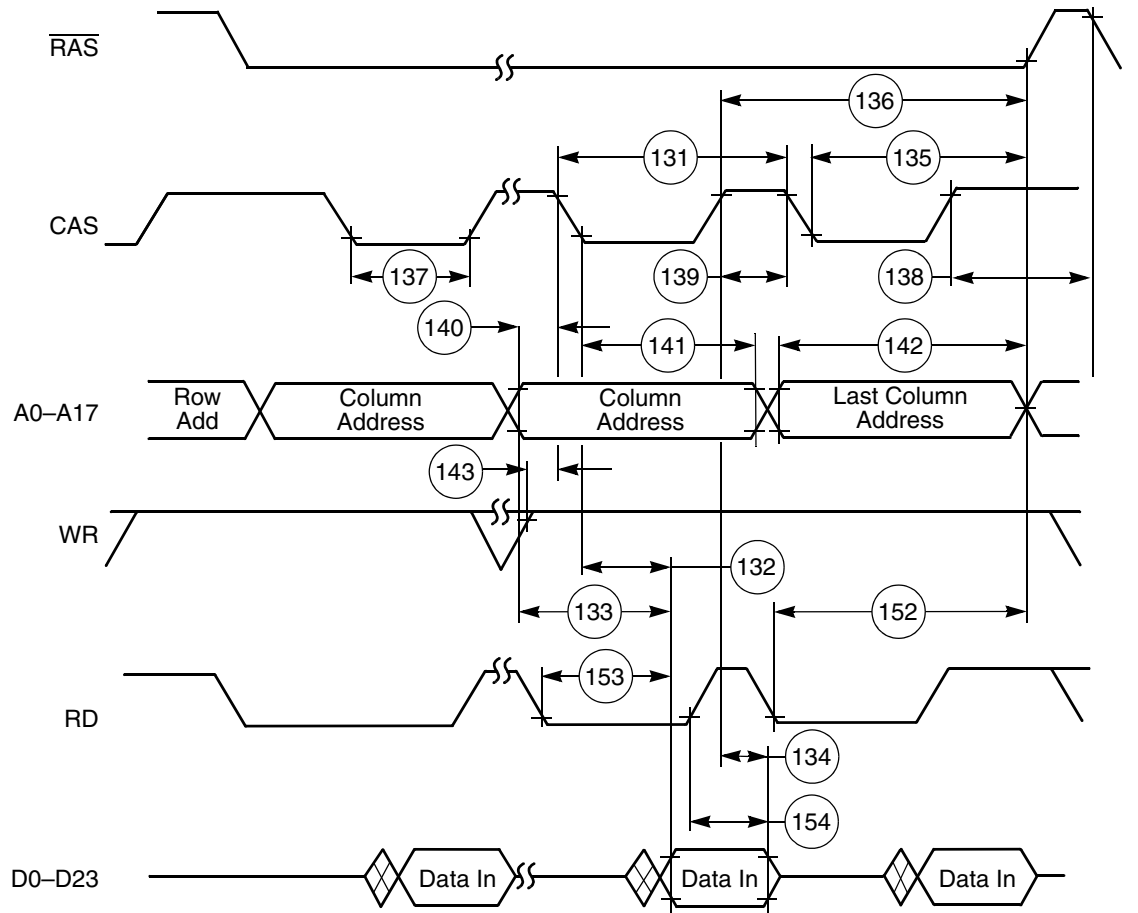 RAS
136
131
135
CAS
137
139
138
140
141
142
A0–A17
Row Add
Column Address
Column Address
Last Column Address
143
WR
132
133
152
153
RD
134
154
D0–D23
Data In
Data In
Data In